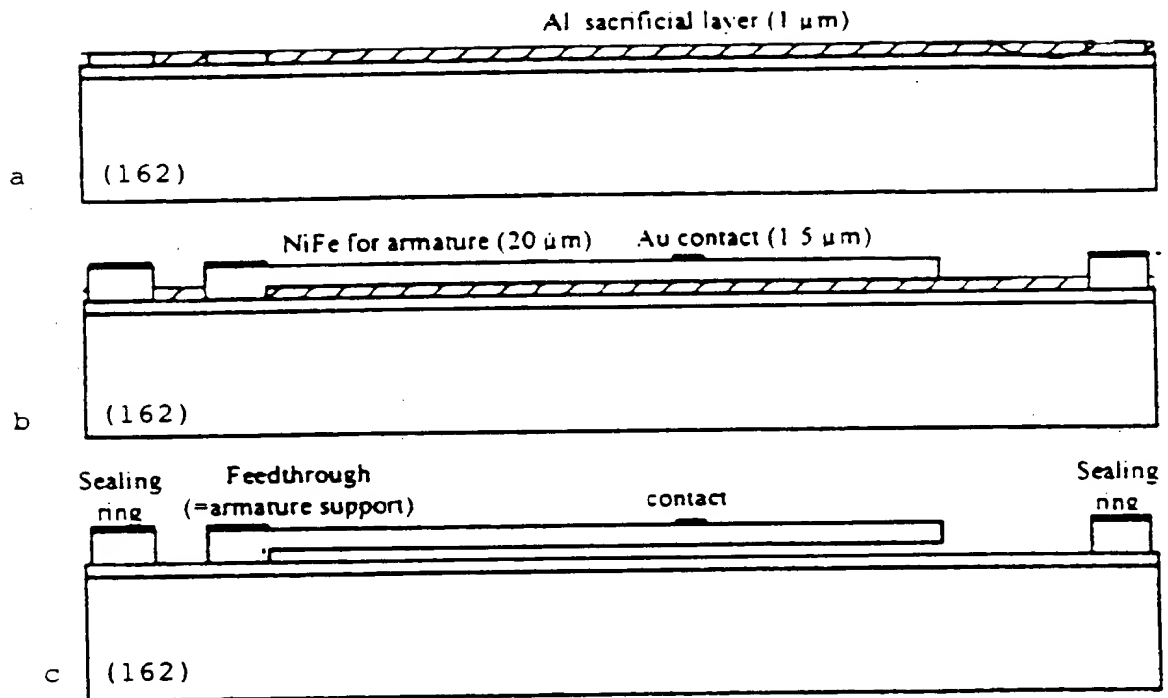 Al sacrificial layer (1 µm)
a
(162)
NiFe for armature (20 µm)
Au contact (1 5 µm)
b
(162)
Sealing
ring
Feedthrough
(=armature support)
contact
Sealing
ring
c
(162)